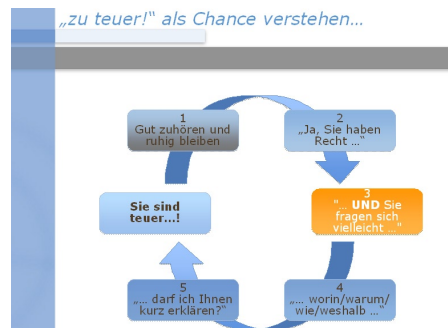 „zu teuer!“ als Chance verstehen...
1
Gut zuhören und
ruhig bleiben
2
„Ja, Sie haben
Recht ...“
3
"... UND Sie
fragen sich
vielleicht ..."
4
„... worin/warum/
wie/weshalb ...“
5
„... darf ich Ihnen
kurz erklären?“
Sie sind
teuer...!